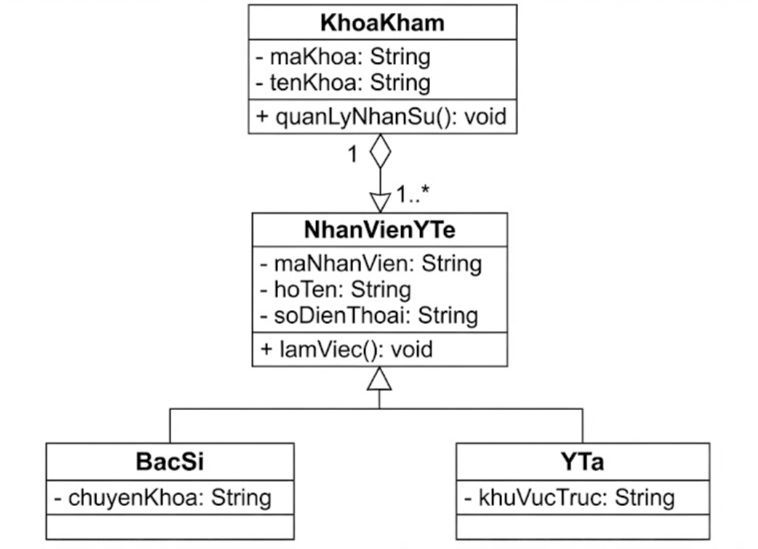 KhoaKham
- maKhoa: String
- tenKhoa: String
+ quanLyNhanSu(): void
1
1..*
NhanVienYTe
- maNhanVien: String
- hoTen: String
- soDienThoai: String
+ lamViec(): void
BacSi
- chuyenKhoa: String
YTa
- khuVucTruc: String